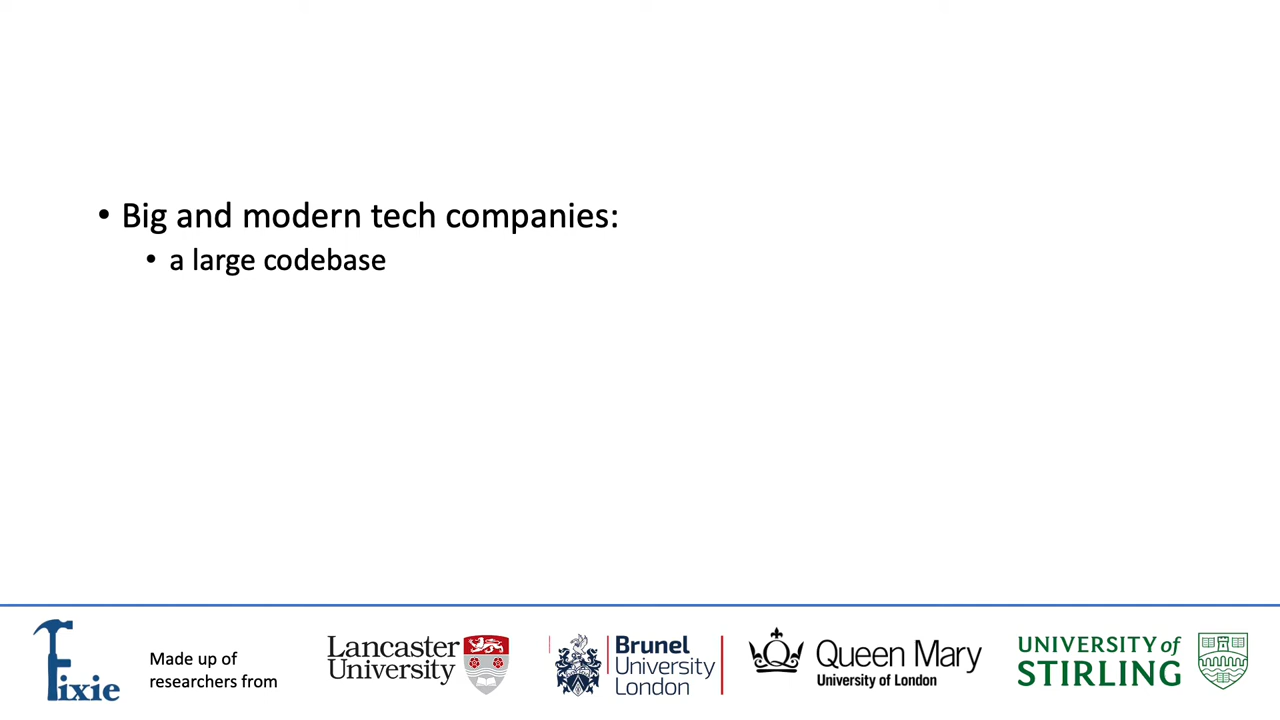 • Big and modern tech companies:
• a large codebase
Fixie
Made up of
researchers from
Lancaster
University
Brunel
University
London
Queen Mary
University of London
UNIVERSITY of
STIRLING